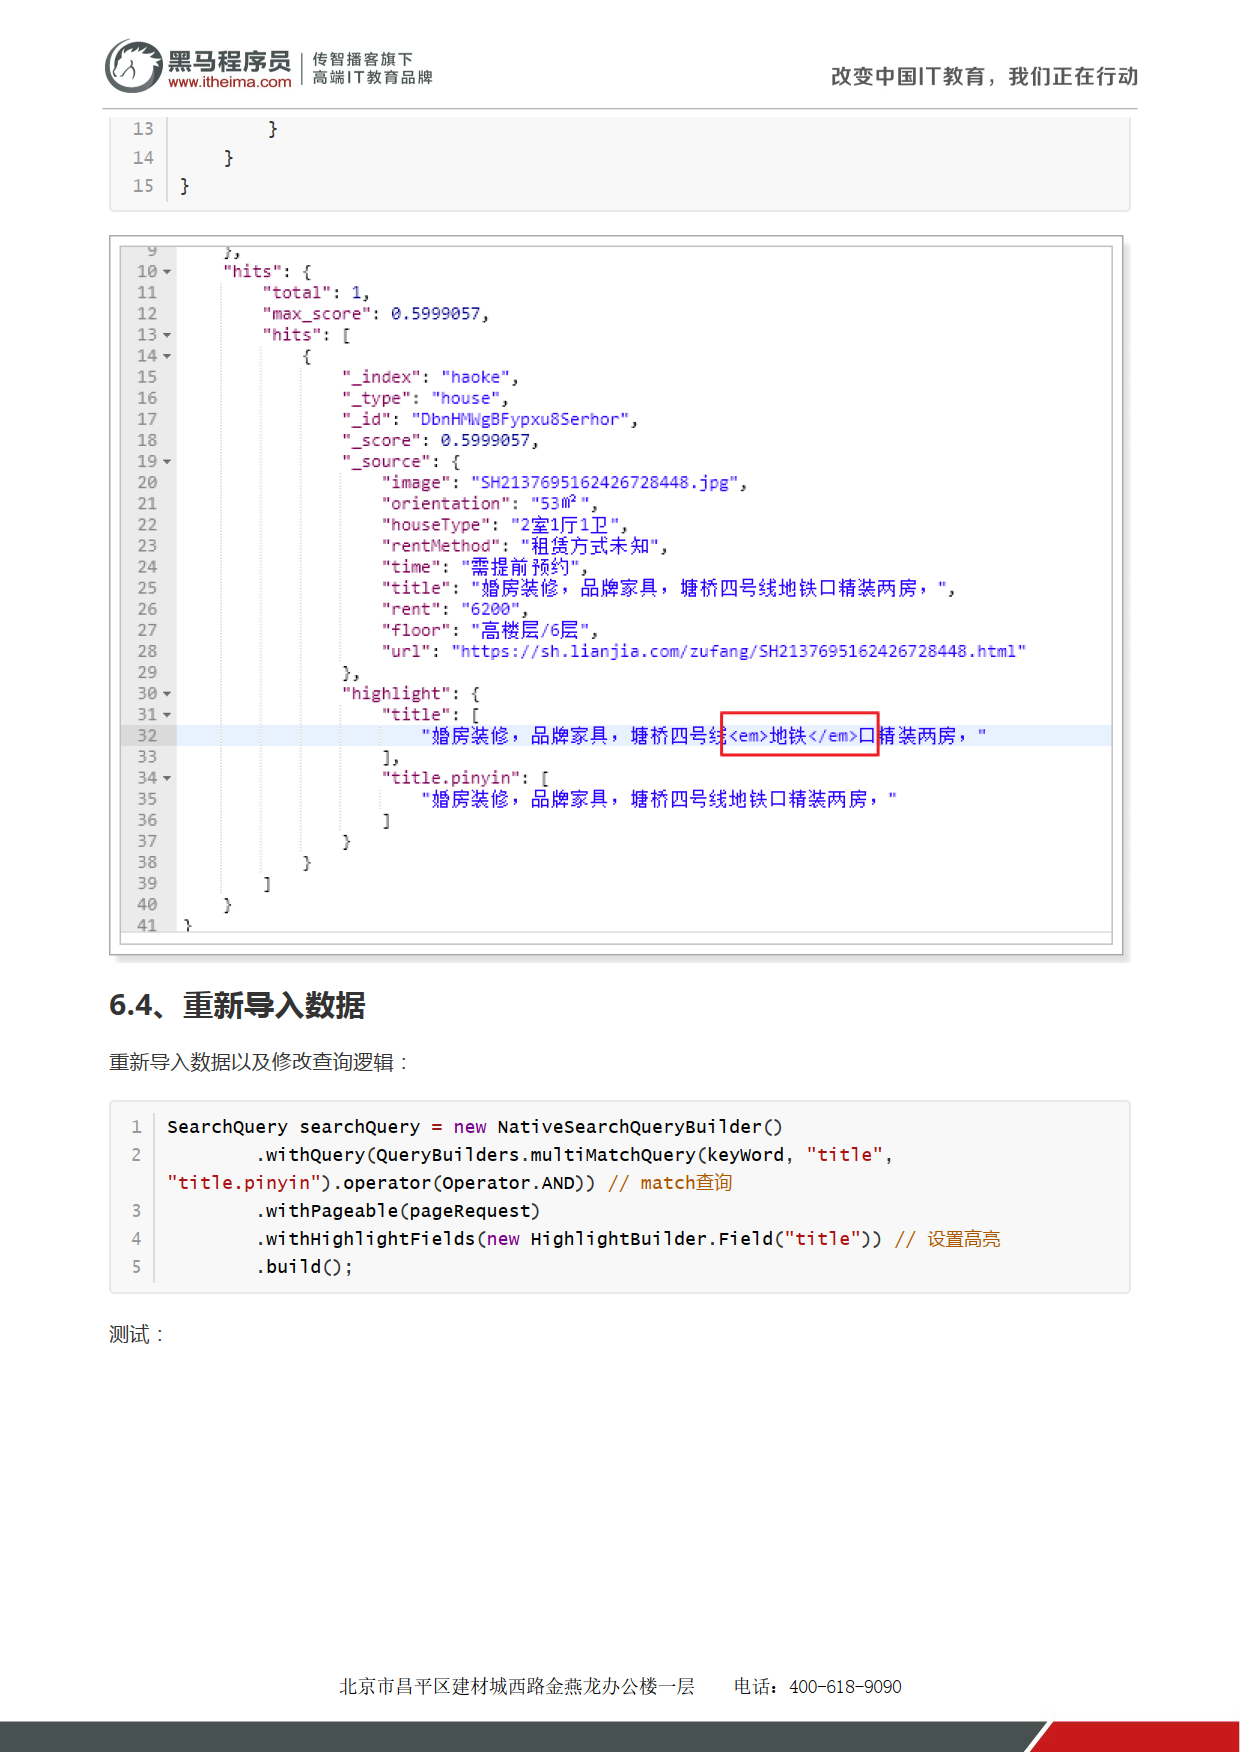 黑马程序员
www.itheima.com
传智播客旗下
高端IT教育品牌
改变中国IT教育，我们正在行动
13 }
14 }
15 }
9 },
10 "hits": {
11 "total": 1,
12 "max_score": 0.5999057,
13 "hits": [
14 {
15 "_index": "haoke",
16 "_type": "house",
17 "_id": "DbnHMWgBFypxu8Serhor",
18 "_score": 0.5999057,
19 "_source": {
20 "image": "SH2137695162426728448.jpg",
21 "orientation": "53㎡",
22 "houseType": "2室1厅1卫",
23 "rentMethod": "租赁方式未知",
24 "time": "需提前预约",
25 "title": "婚房装修，品牌家具，塘桥四号线地铁口精装两房，",
26 "rent": "6200",
27 "floor": "高楼层/6层",
28 "url": "https://sh.lianjia.com/zufang/SH2137695162426728448.html"
29 },
30 "highlight": {
31 "title": [
32 "婚房装修，品牌家具，塘桥四号线<em>地铁</em>口精装两房，"
33 ],
34 "title.pinyin": [
35 "婚房装修，品牌家具，塘桥四号线地铁口精装两房，"
36 ]
37 }
38 }
39 ]
40 }
41 }
6.4、重新导入数据
重新导入数据以及修改查询逻辑：
1 SearchQuery searchQuery = new NativeSearchQueryBuilder()
2 .withQuery(QueryBuilders.multiMatchQuery(keyWord, "title",
"title.pinyin").operator(Operator.AND)) // match查询
3 .withPageable(pageRequest)
4 .withHighlightFields(new HighlightBuilder.Field("title")) // 设置高亮
5 .build();
测试：
北京市昌平区建材城西路金燕龙办公楼一层 电话：400-618-9090